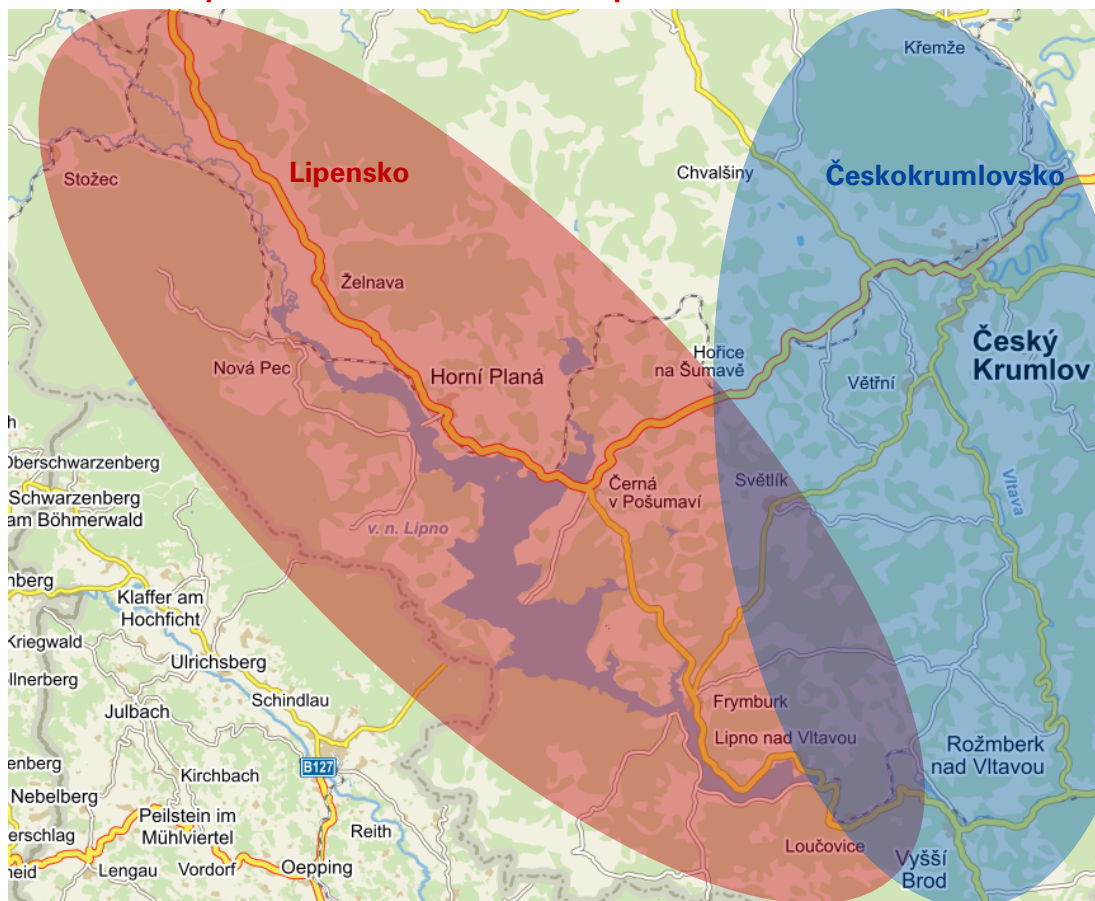 Křemže
Lipensko
Českokrumlovsko
Chvalšiny
Stožec
Želnava
Český
Krumlov
Hořice
na Šumavě
Nová Pec
Horní Planá
Větřní
Oberschwarzenberg
Schwarzenberg
am Böhmerwald
Černá
v Pošumaví
Světlík
Vltava
v. n. Lipno
Klaffer am
Hochficht
Kriegwald
Ulrichsberg
Schindlau
Julbach
Frymburk
Lipno nad Vltavou
Rožmberk
nad Vltavou
B127
Kirchbach
Nebelberg
Peilstein im
Mühlviertel
Reith
Loučovice
Vyšší
Brod
Lengau
Vordorf
Oepping